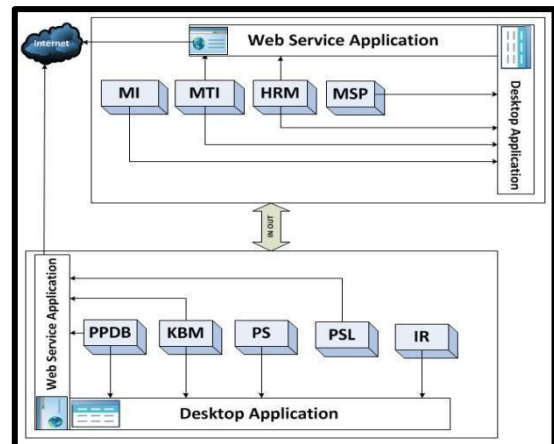 internet
Web Service Application
MI
MTI
HRM
MSP
Desktop Application
IN OUT
Web Service Application
PPDB
KBM
PS
PSL
IR
Desktop Application